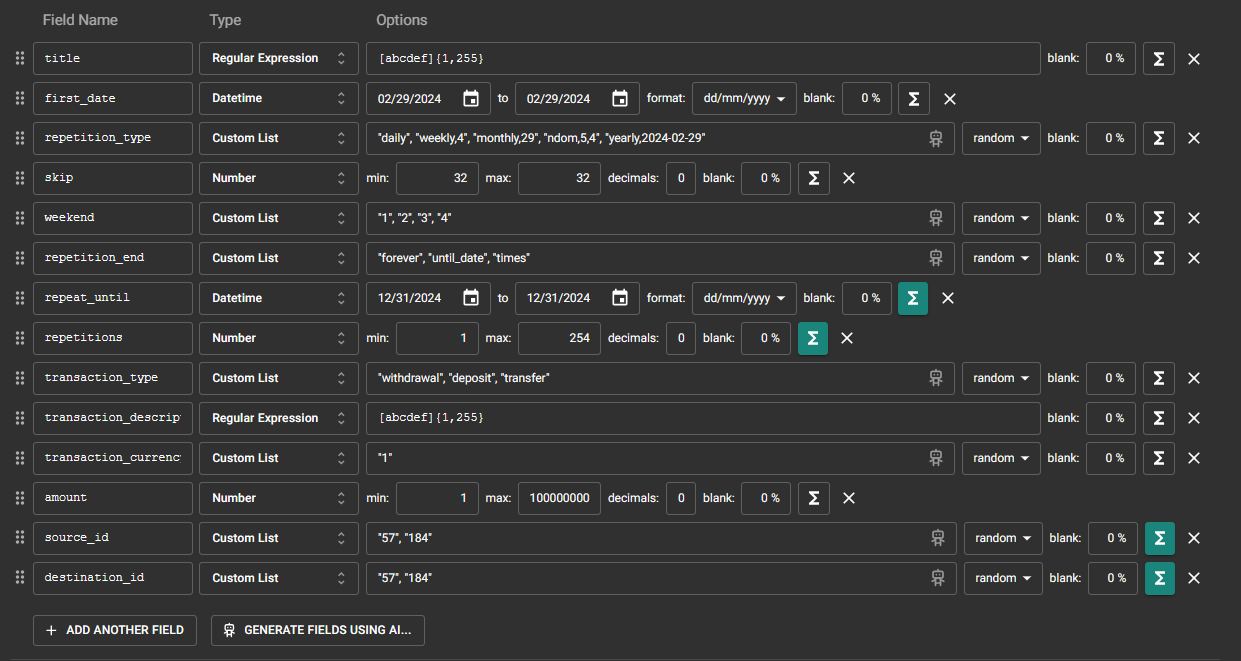 Field Name Type Options
title Regular Expression [abcdef]{1,255} blank: 0 % Σ
first_date Datetime 02/29/2024 to 02/29/2024 format: dd/mm/yyyy blank: 0 % Σ
repetition_type Custom List "daily", "weekly,4", "monthly,29", "ndom,5,4", "yearly,2024-02-29" random blank: 0 % Σ
skip Number min: 32 max: 32 decimals: 0 blank: 0 % Σ
weekend Custom List "1", "2", "3", "4" random blank: 0 % Σ
repetition_end Custom List "forever", "until_date", "times" random blank: 0 % Σ
repeat_until Datetime 12/31/2024 to 12/31/2024 format: dd/mm/yyyy blank: 0 % Σ
repetitions Number min: 1 max: 254 decimals: 0 blank: 0 % Σ
transaction_type Custom List "withdrawal", "deposit", "transfer" random blank: 0 % Σ
transaction_descrip Regular Expression [abcdef]{1,255} blank: 0 % Σ
transaction_currenc Custom List "1" random blank: 0 % Σ
amount Number min: 1 max: 100000000 decimals: 0 blank: 0 % Σ
source_id Custom List "57", "184" random blank: 0 % Σ
destination_id Custom List "57", "184" random blank: 0 % Σ
+ ADD ANOTHER FIELD GENERATE FIELDS USING AI...